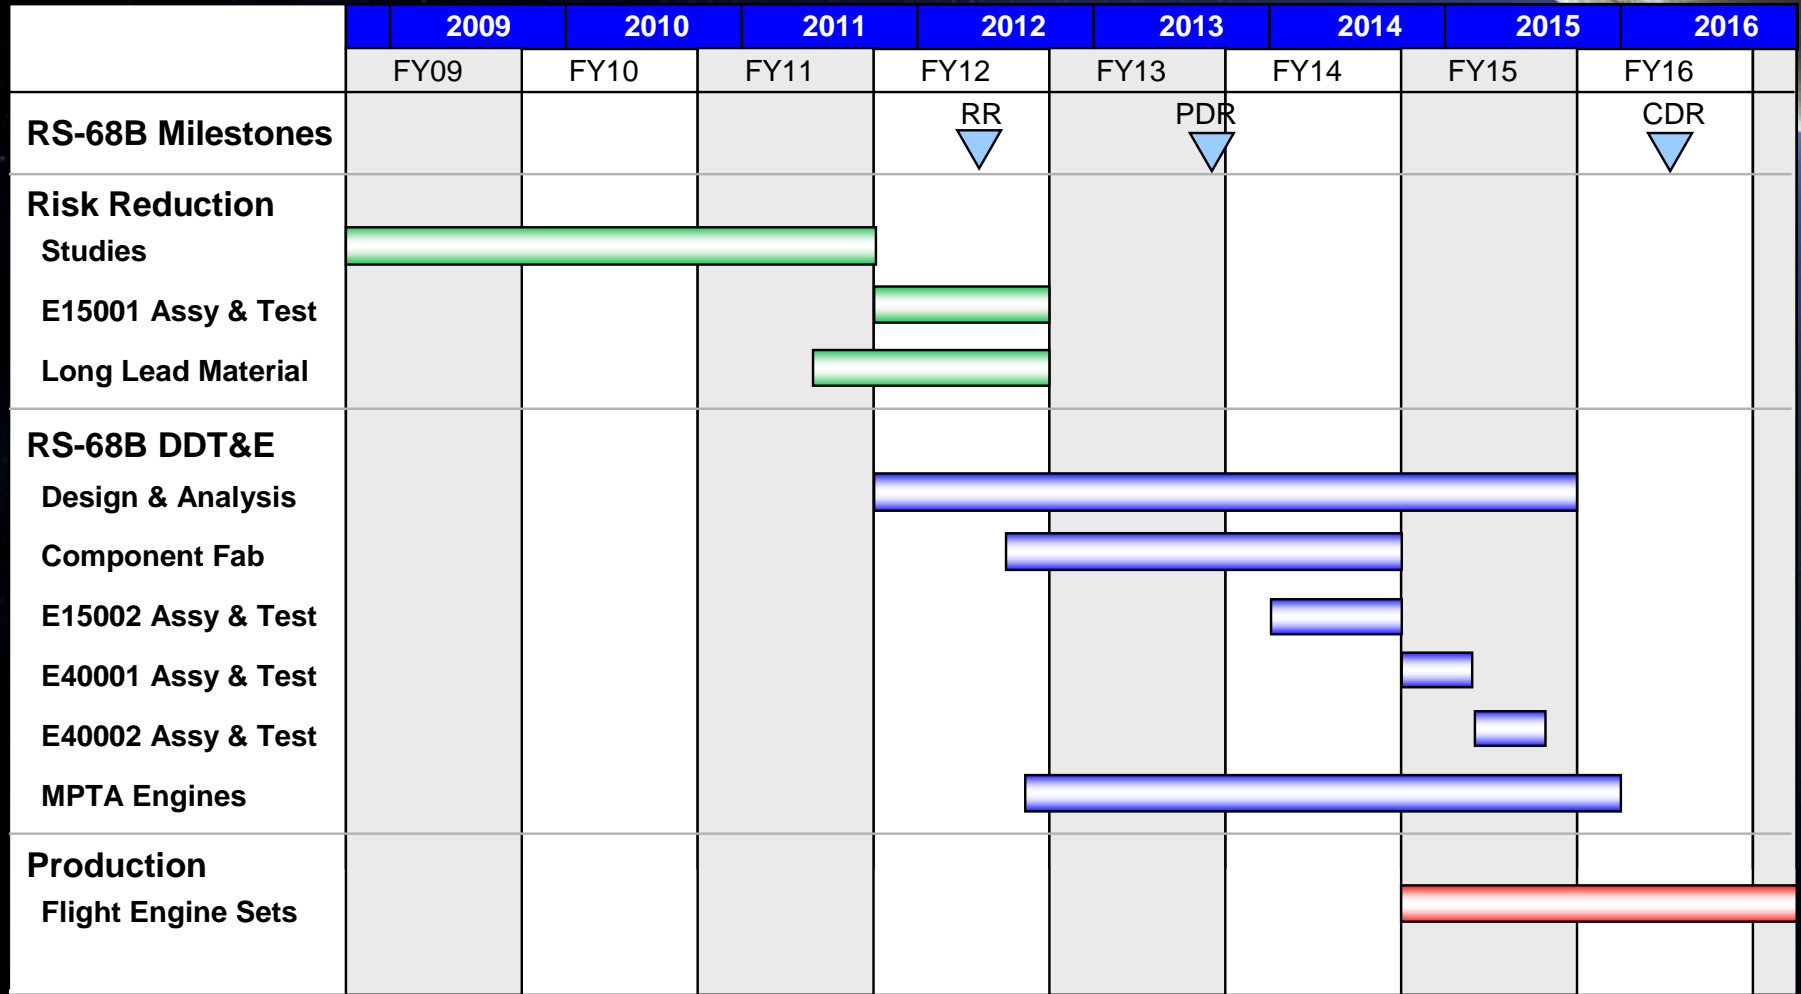 2009 2010 2011 2012 2013 2014 2015 2016
FY09 FY10 FY11 FY12 FY13 FY14 FY15 FY16
RS-68B Milestones RR PDR CDR
Risk Reduction
Studies
E15001 Assy & Test
Long Lead Material
RS-68B DDT&E
Design & Analysis
Component Fab
E15002 Assy & Test
E40001 Assy & Test
E40002 Assy & Test
MPTA Engines
Production
Flight Engine Sets